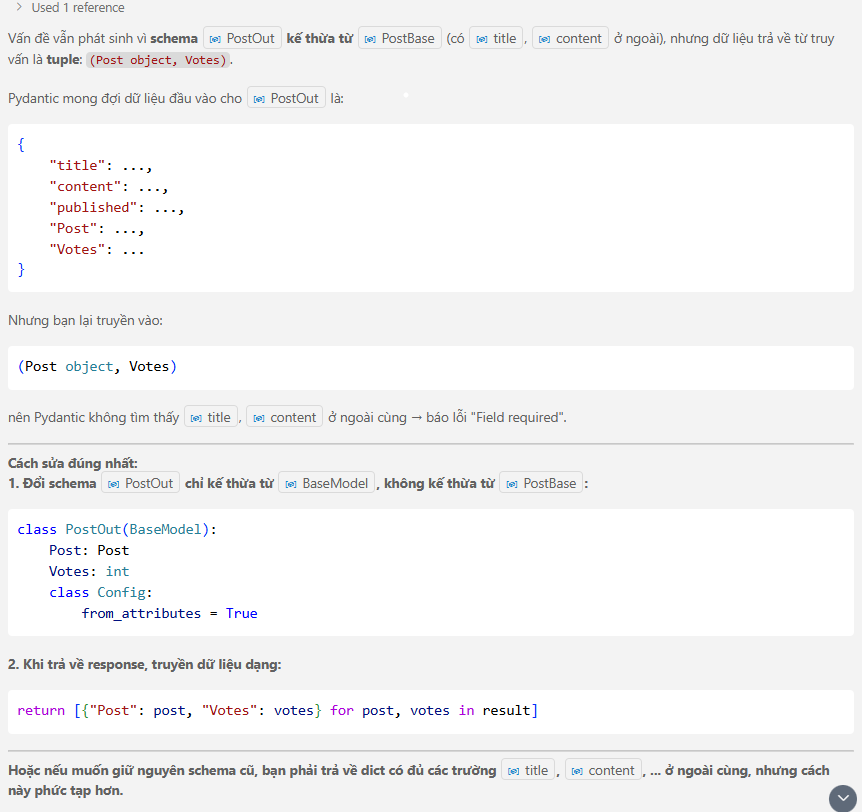 Used 1 reference
Vấn đề vẫn phát sinh vì schema PostOut kế thừa từ PostBase (có title, content ở ngoài), nhưng dữ liệu trả về từ truy
vấn là tuple: (Post object, Votes).
Pydantic mong đợi dữ liệu đầu vào cho PostOut là:
{
    "title": ...,
    "content": ...,
    "published": ...,
    "Post": ...,
    "Votes": ...
}
Nhưng bạn lại truyền vào:
(Post object, Votes)
nên Pydantic không tìm thấy title, content ở ngoài cùng → báo lỗi "Field required".
Cách sửa đúng nhất:
1. Đổi schema PostOut chỉ kế thừa từ BaseModel, không kế thừa từ PostBase:
class PostOut(BaseModel):
    Post: Post
    Votes: int
    class Config:
        from_attributes = True
2. Khi trả về response, truyền dữ liệu dạng:
return [{"Post": post, "Votes": votes} for post, votes in result]
Hoặc nếu muốn giữ nguyên schema cũ, bạn phải trả về dict có đủ các trường title, content, ... ở ngoài cùng, nhưng cách
này phức tạp hơn.